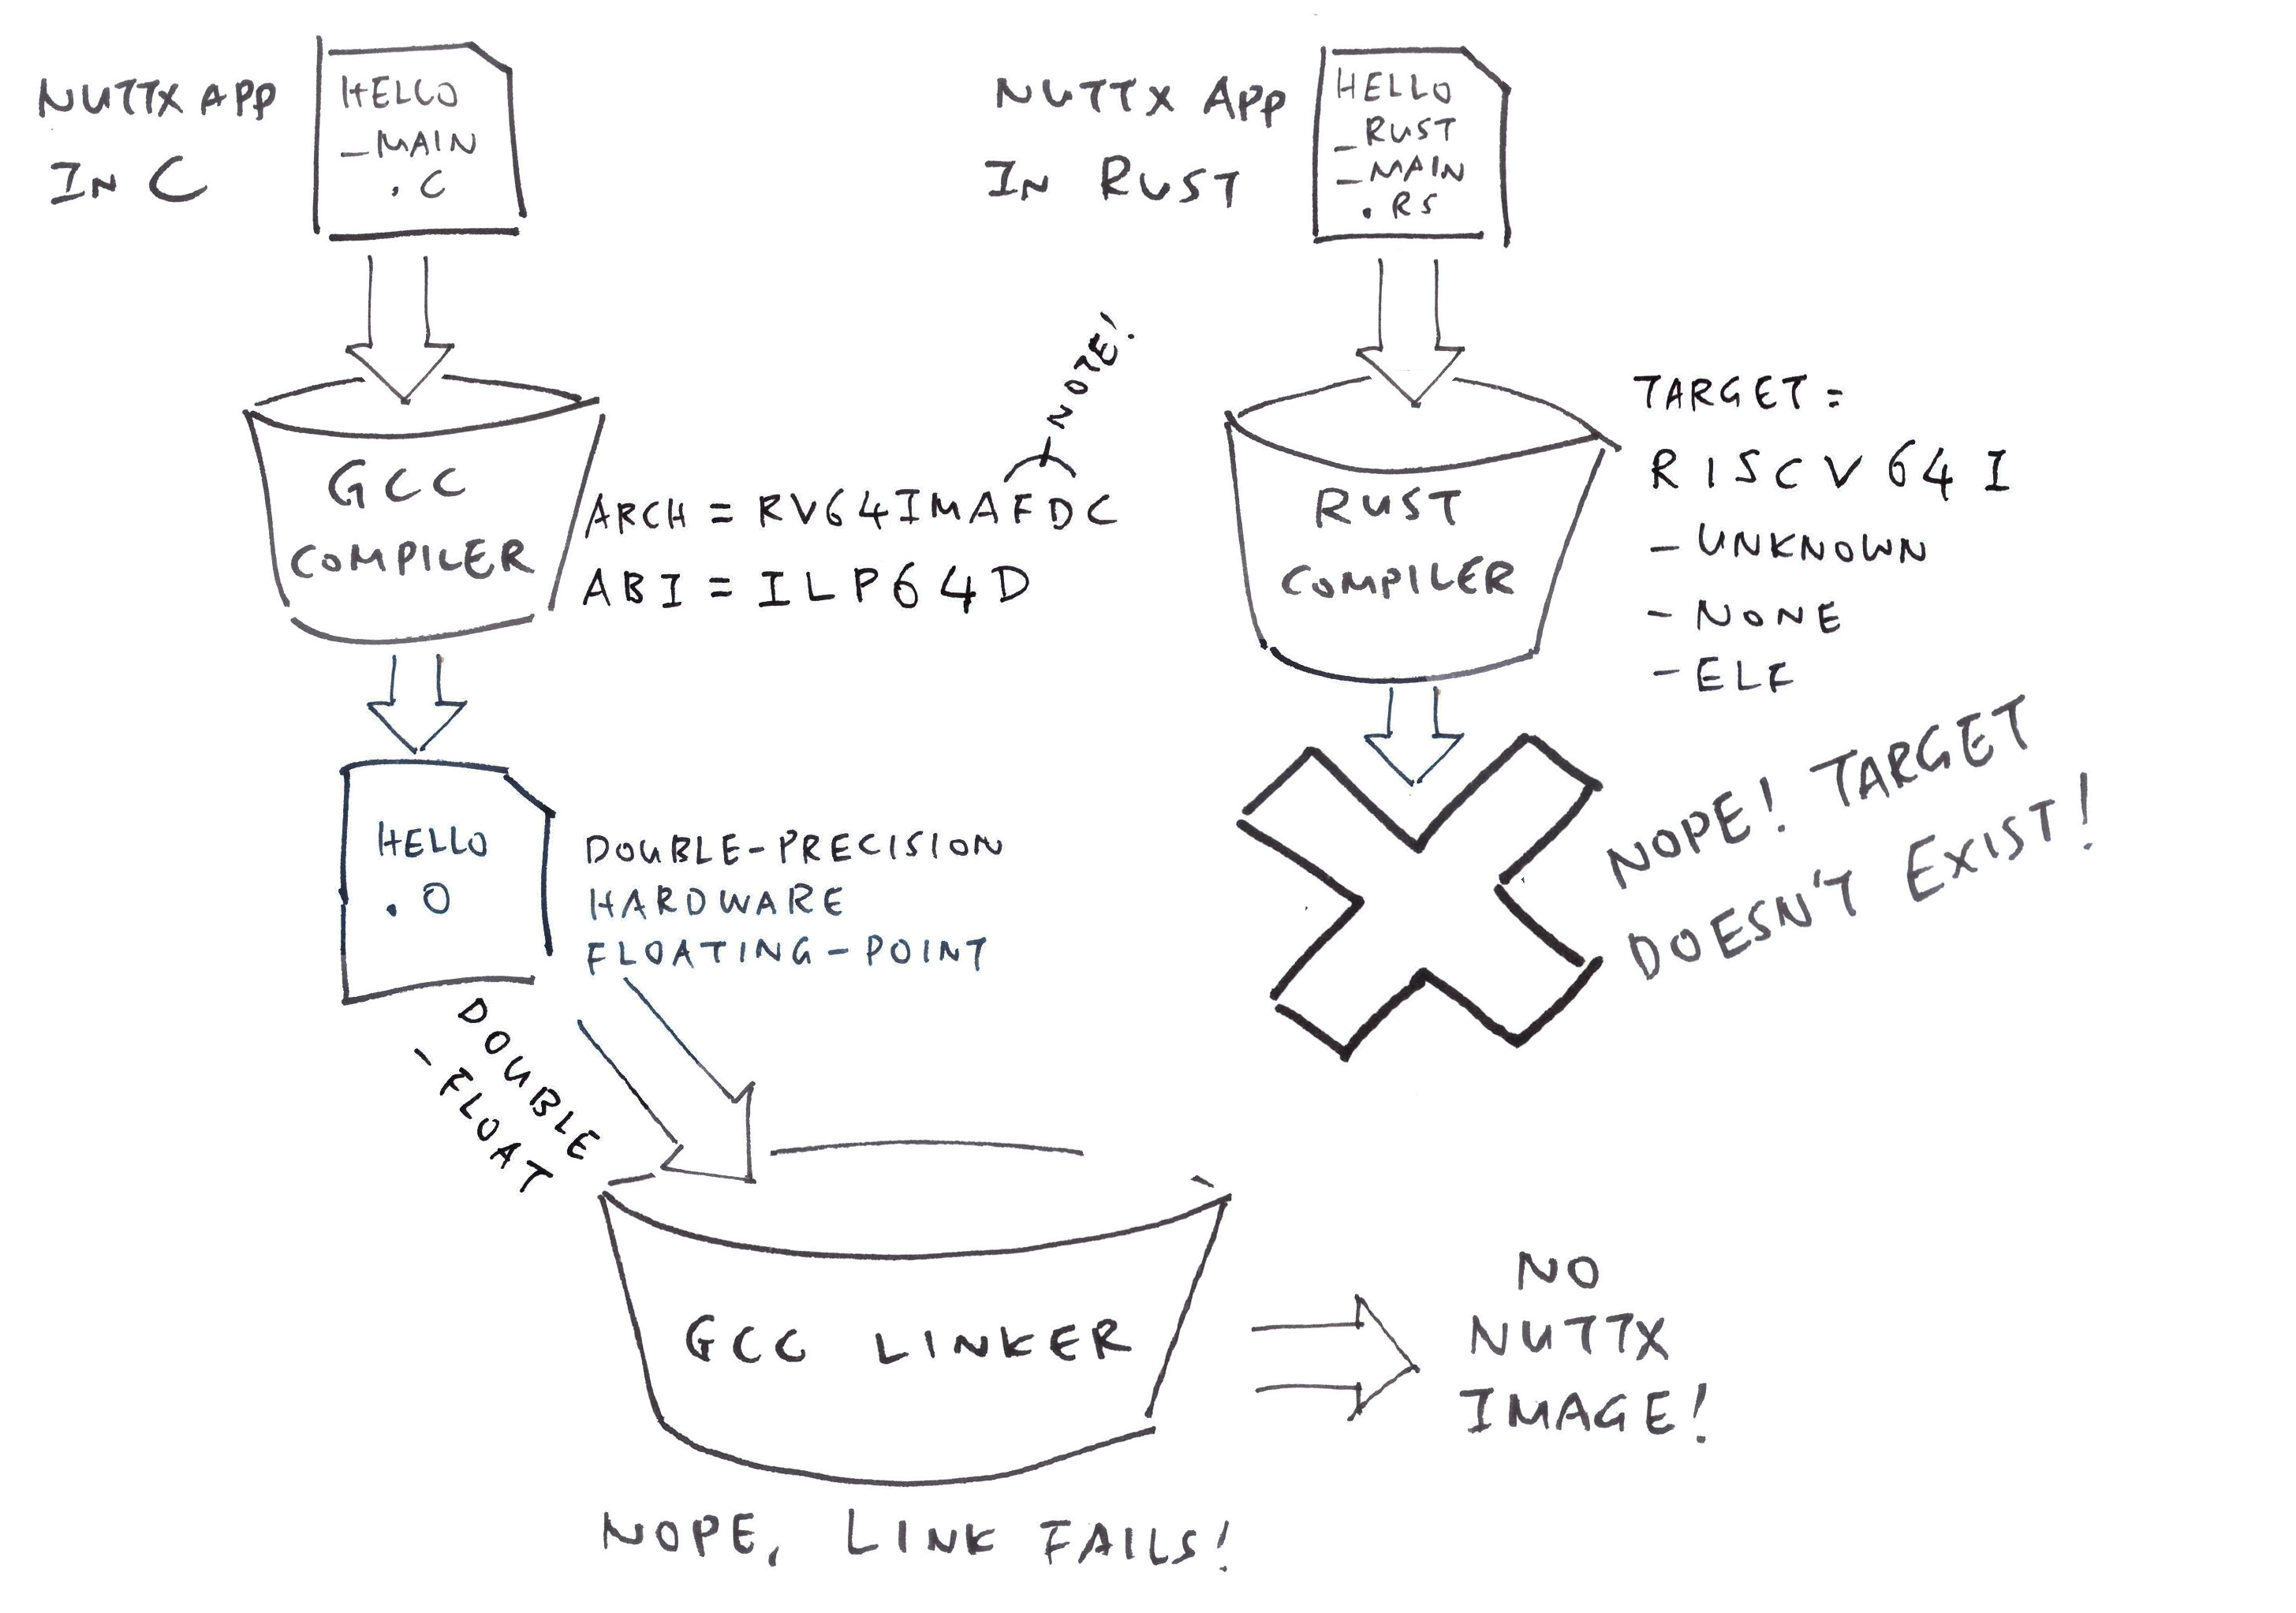 NUTTX APP
IN C
HELLO
_MAIN
.C
NUTTX APP
IN RUST
HELLO
_RUST
_MAIN
.RS
NOTE!
GCC
COMPILER
ARCH = RV64IMAFDC
ABI = ILP64D
RUST
COMPILER
TARGET =
RISCV64I
- UNKNOWN
- NONE
- ELF
HELLO
.O
DOUBLE-PRECISION
HARDWARE
FLOATING-POINT
NOPE! TARGET
DOESN'T EXIST!
DOUBLE
-FLOAT
GCC LINKER
NO
NUTTX
IMAGE!
NOPE, LINK FAILS!